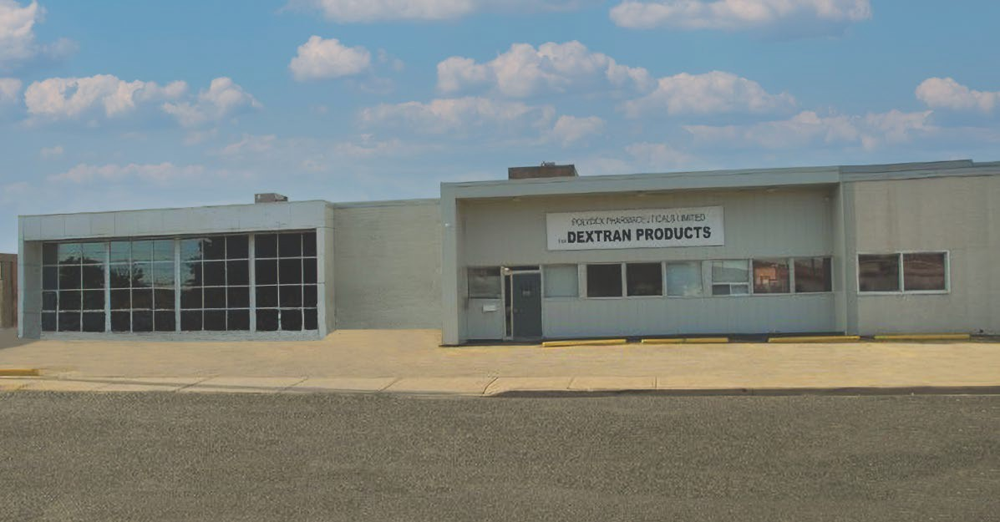 POLYDEX PHARMACEUTICALS LIMITED
DEXTRAN PRODUCTS